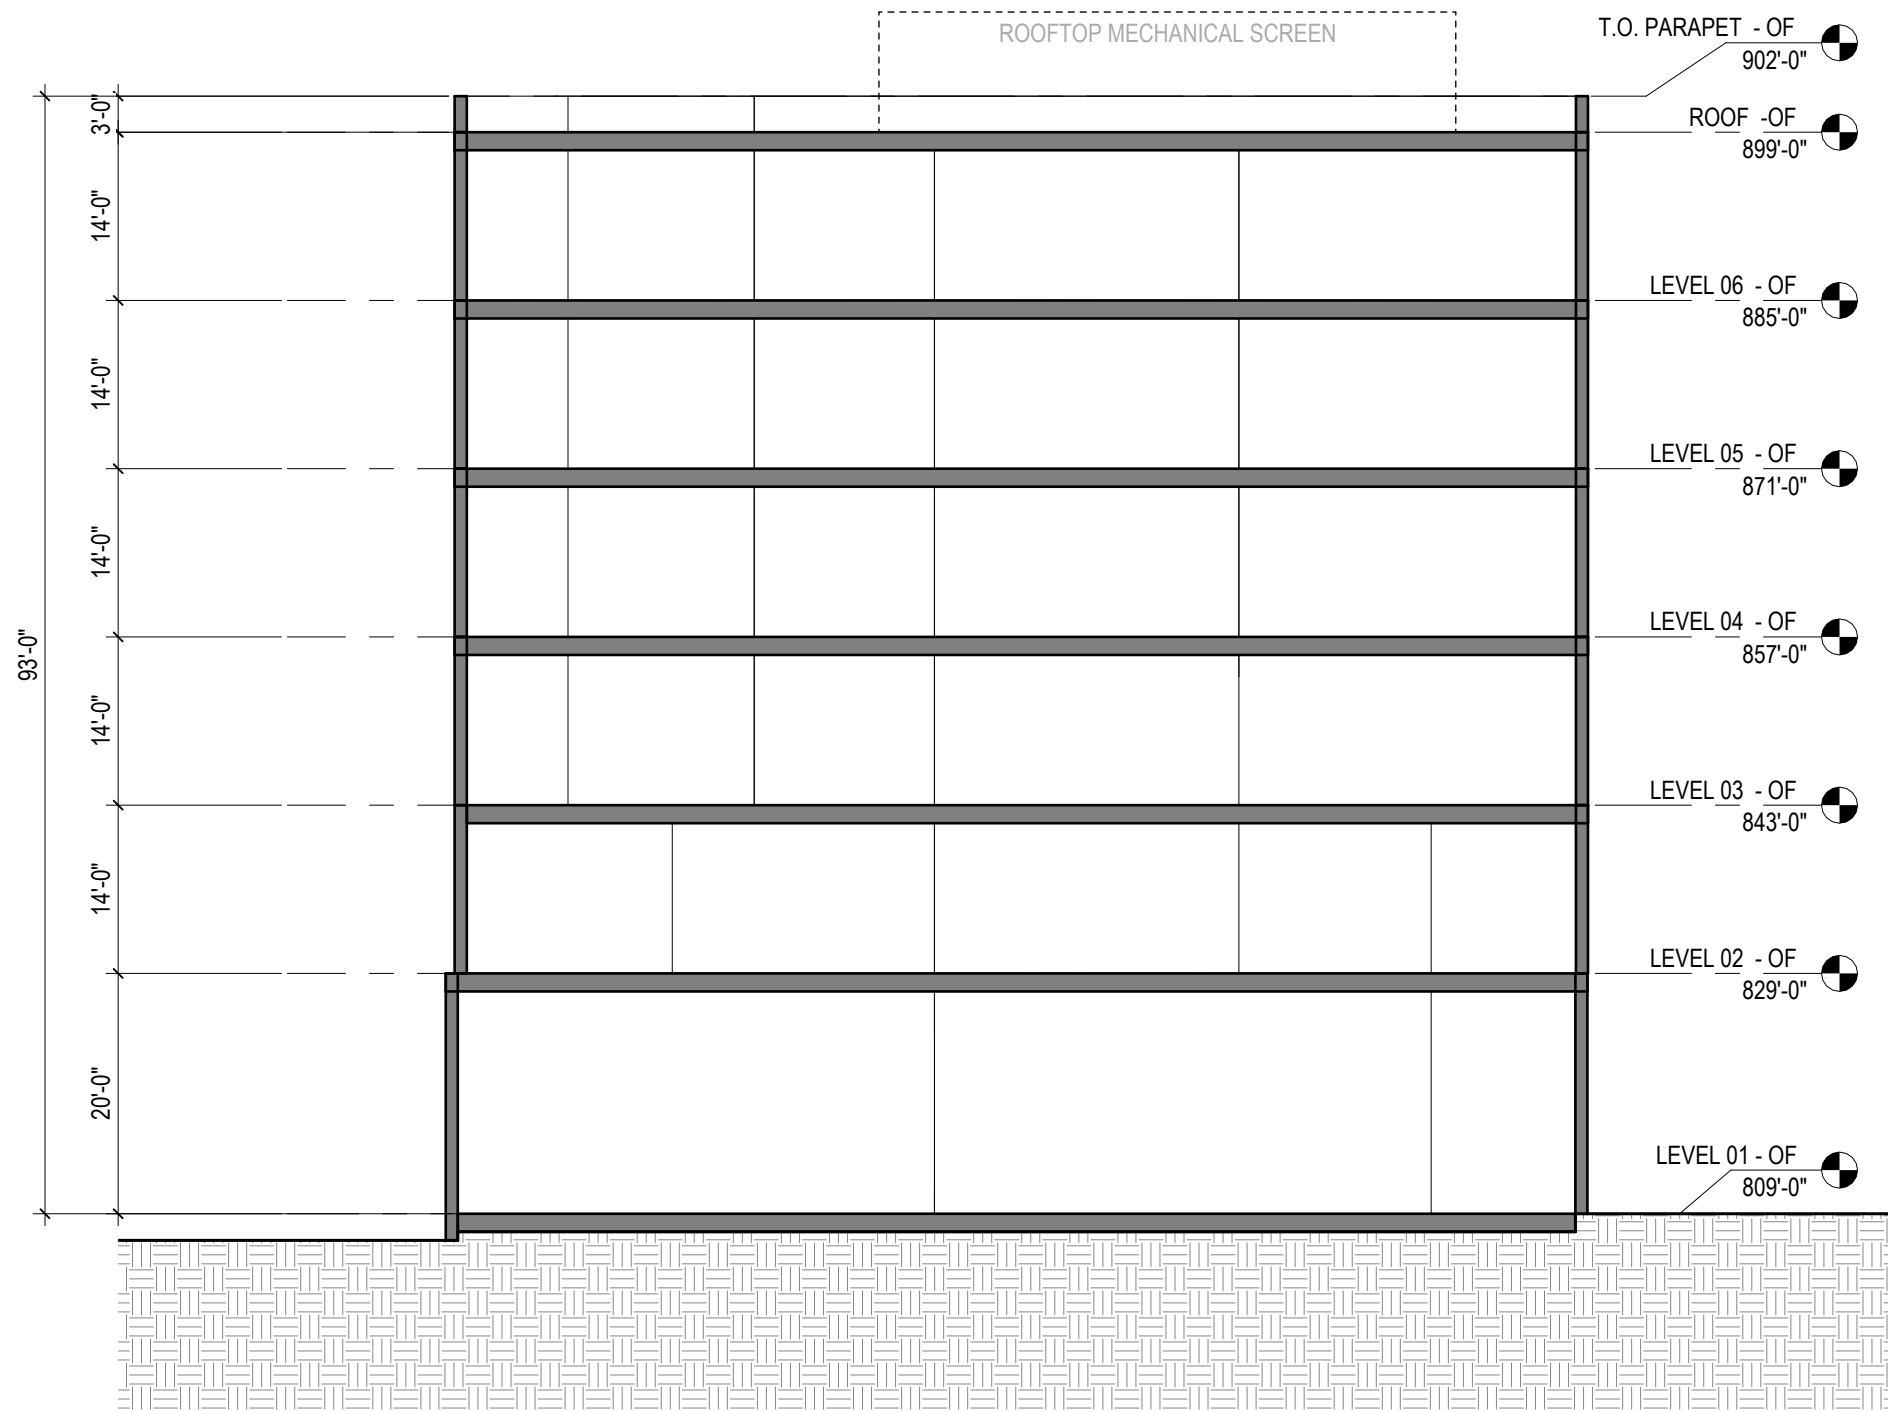 ROOFTOP MECHANICAL SCREEN
T.O. PARAPET - OF
902'-0"
3'-0"
ROOF -OF
899'-0"
14'-0"
LEVEL 06 - OF
885'-0"
14'-0"
LEVEL 05 - OF
871'-0"
14'-0"
LEVEL 04 - OF
857'-0"
93'-0"
14'-0"
LEVEL 03 - OF
843'-0"
14'-0"
LEVEL 02 - OF
829'-0"
20'-0"
LEVEL 01 - OF
809'-0"